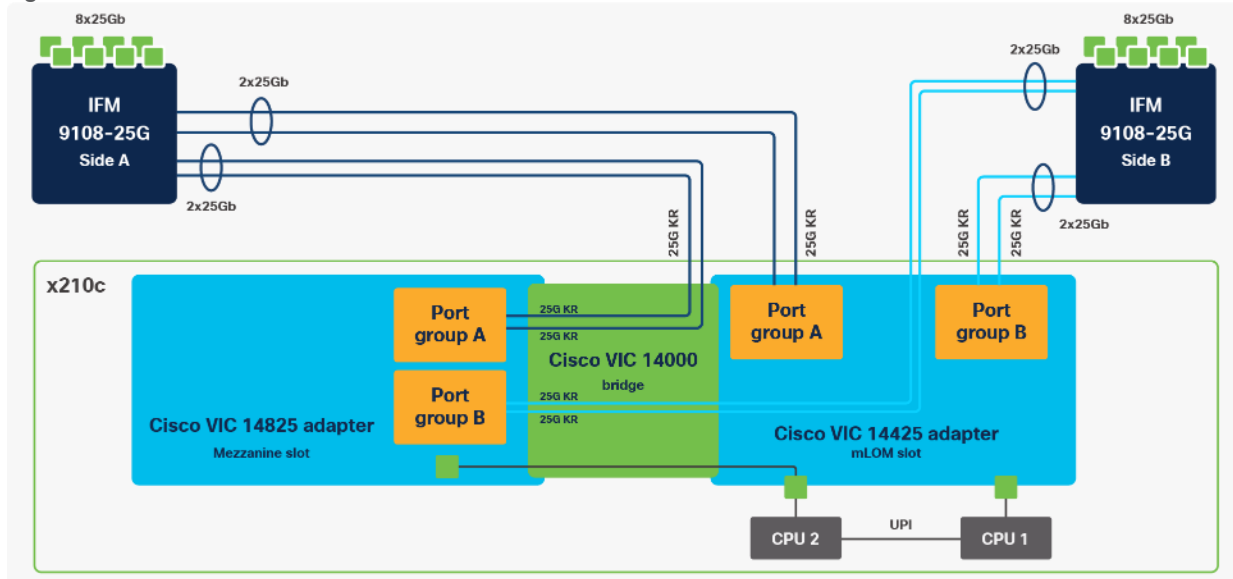 8x25Gb
IFM
9108-25G
Side A
2x25Gb
2x25Gb
8x25Gb
IFM
9108-25G
Side B
2x25Gb
2x25Gb
25G KR
25G KR
25G KR
25G KR
x210c
Port
group A
Port
group B
Cisco VIC 14825 adapter
Mezzanine slot
25G KR
25G KR
Cisco VIC 14000
bridge
25G KR
25G KR
Port
group A
Port
group B
Cisco VIC 14425 adapter
mLOM slot
CPU 2
UPI
CPU 1